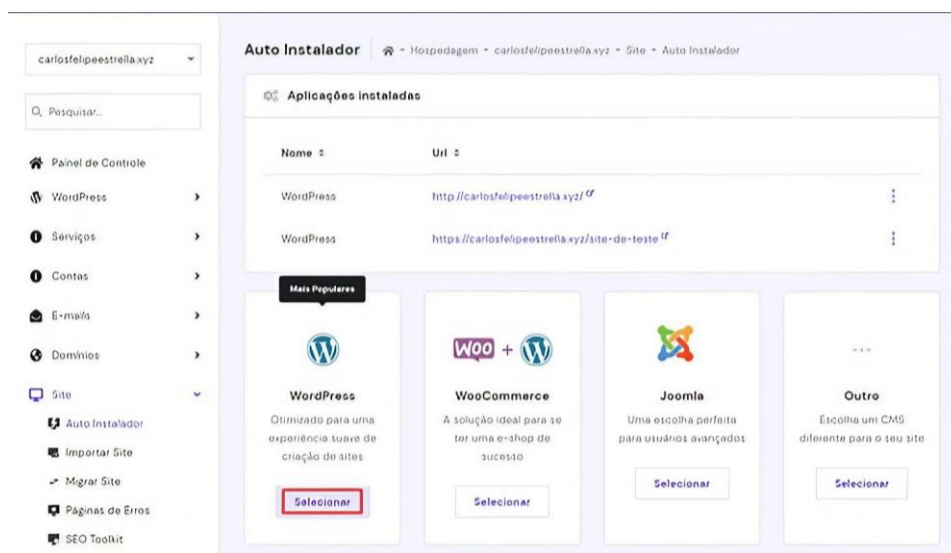 carlosfelipeestrella.xyz
Pesquisar...
Painel de Controle
WordPress
Serviços
Contas
E-mails
Domínios
Site
Auto Instalador
Importar Site
Migrar Site
Páginas de Erros
SEO Toolkit
Auto Instalador
- Hospedagem - carlosfelipeestrella.xyz - Site - Auto Instalador
Aplicações instaladas
Nome Url
WordPress http://carlosfelipeestrella.xyz/
WordPress https://carlosfelipeestrella.xyz/site-de-teste
Mais Populares
WordPress
Otimizado para uma
experiência suave de
criação de sites
Selecionar
WOO +
WooCommerce
A solução ideal para se
ter uma e-shop de
sucesso
Selecionar
Joomla
Uma escolha perfeita
para usuários avançados
Selecionar
...
Outro
Escolha um CMS
diferente para o seu site
Selecionar